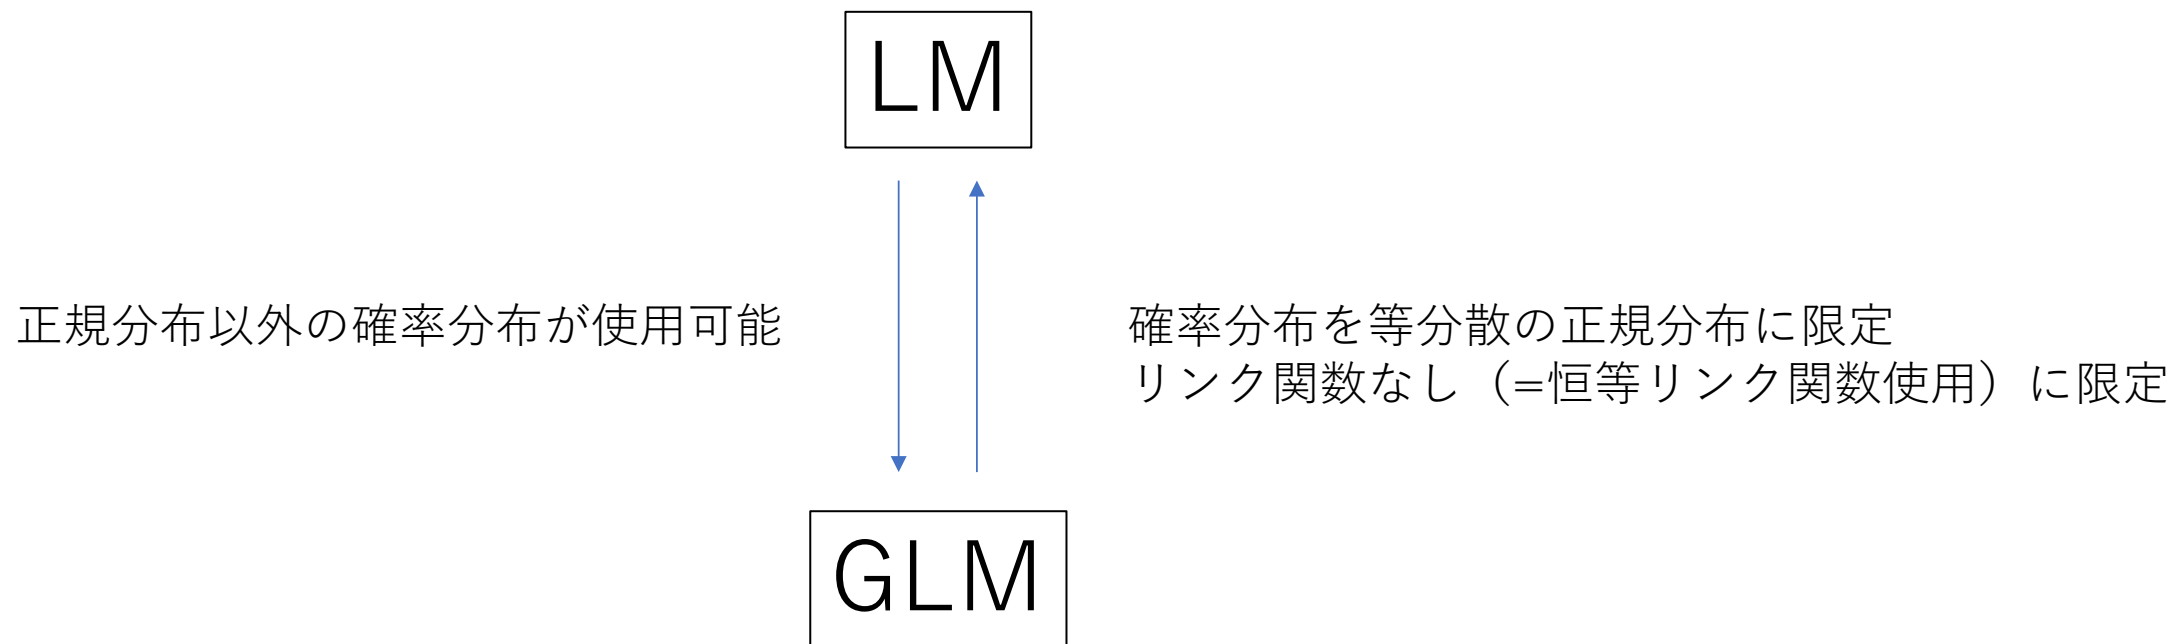 LM
正規分布以外の確率分布が使用可能
確率分布を等分散の正規分布に限定
リンク関数なし（=恒等リンク関数使用）に限定
GLM